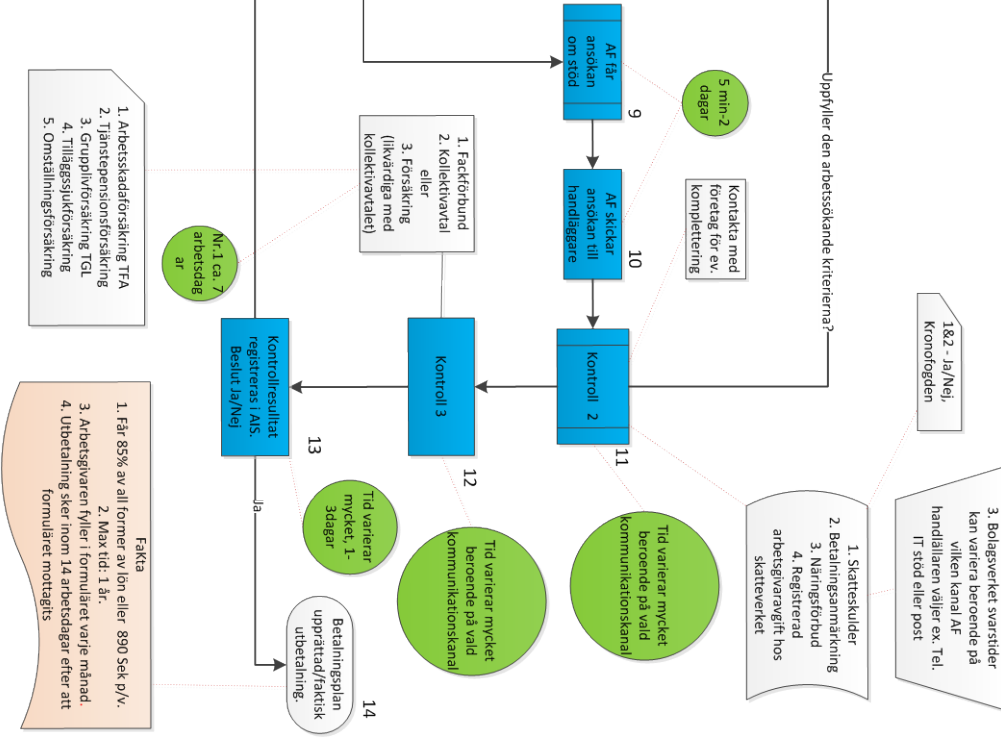 Uppfyller den arbetssökande kriterierna?
AF får
ansökan
om stöd
9
5 min-2
dagar
AF skickar
ansökan till
handläggare
10
Kontakta med
företag för ev.
komplettering
Kontroll 2
11
1&2 - Ja/Nej,
Kronofogden
3. Bolagsverket svarstider
kan variera beroende på
vilken kanal AF
handlällaren väljer ex. Tel.
IT stöd eller post
1. Skatteskulder
2. Betalningsanmärkning
3. Näringsförbud
4. Registrerad
arbetsgivaravgift hos
skatteverket
Tid varierar mycket
beroende på vald
kommunikationskanal
1. Fackförbund
2. Kollektivavtal
eller
3. Försäkring
(likvärdiga med
kollektivavtalet)
Kontroll 3
12
Tid varierar mycket
beroende på vald
kommunikationskanal
1. Arbetsskadaförsäkring TFA
2. Tjänstepensionsförsäkring
3. Grupplivförsäkring TGL
4. Tilläggssjukförsäkring
5. Omställningsförsäkring
Nr.1 ca. 7
arbetsdag
ar
Kontrollresulltat
registreras i AIS.
Beslut Ja/Nej
13
Tid varierar
mycket, 1-
3dagar
Ja
Betalningsplan
upprättad/faktisk
utbetalning.
14
FaKta
1. Får 85% av all former av lön eller 890 Sek p/v.
2. Max tid: 1 år.
3. Arbetsgivaren fyller i formuläret varje månad.
4. Utbetalning sker inom 14 arbetsdagar efter att
formuläret mottagits